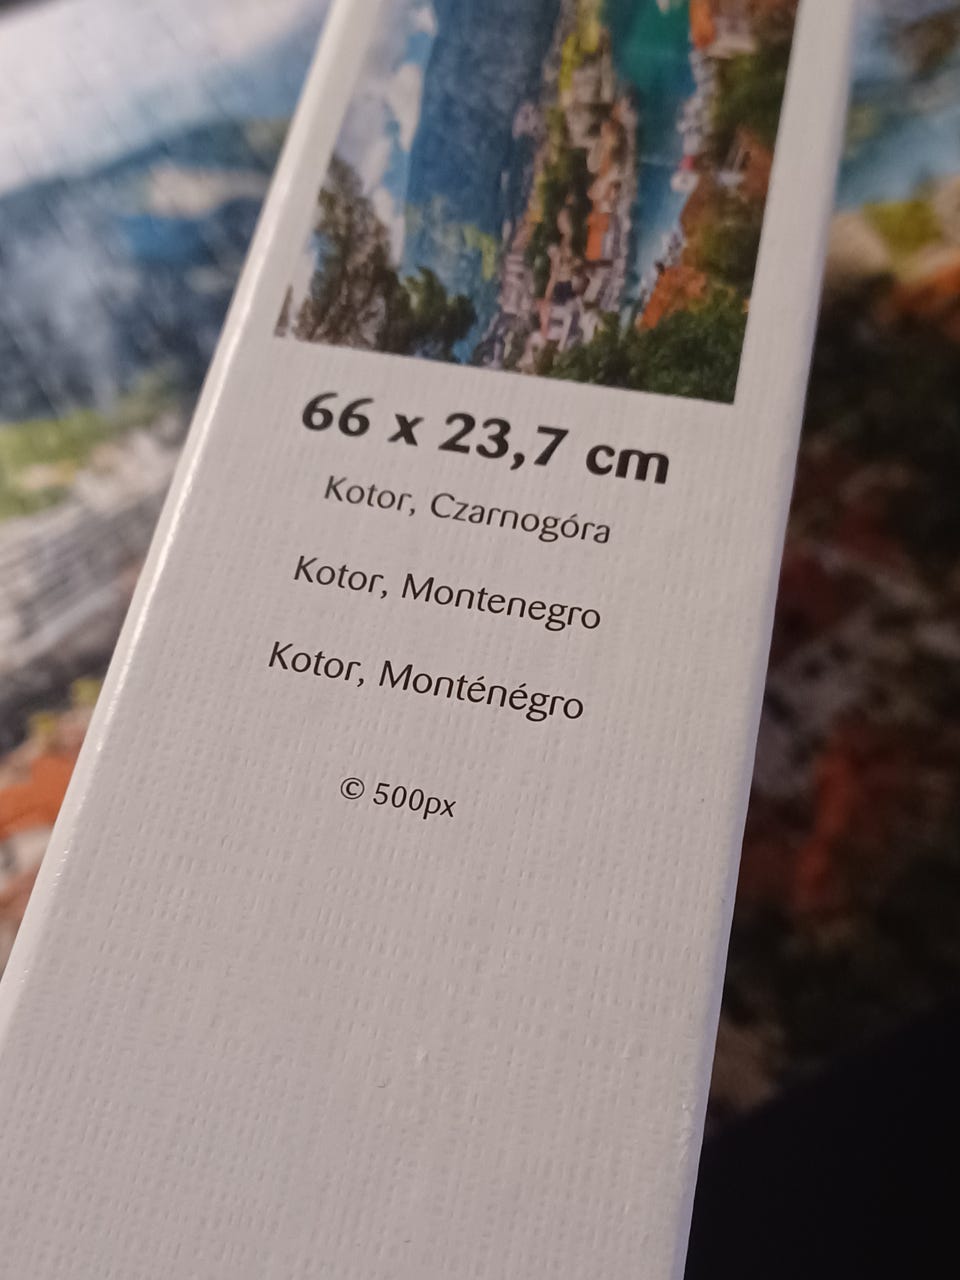 66 x 23,7 cm
Kotor, Czarnogóra
Kotor, Montenegro
Kotor, Monténégro
© 500px